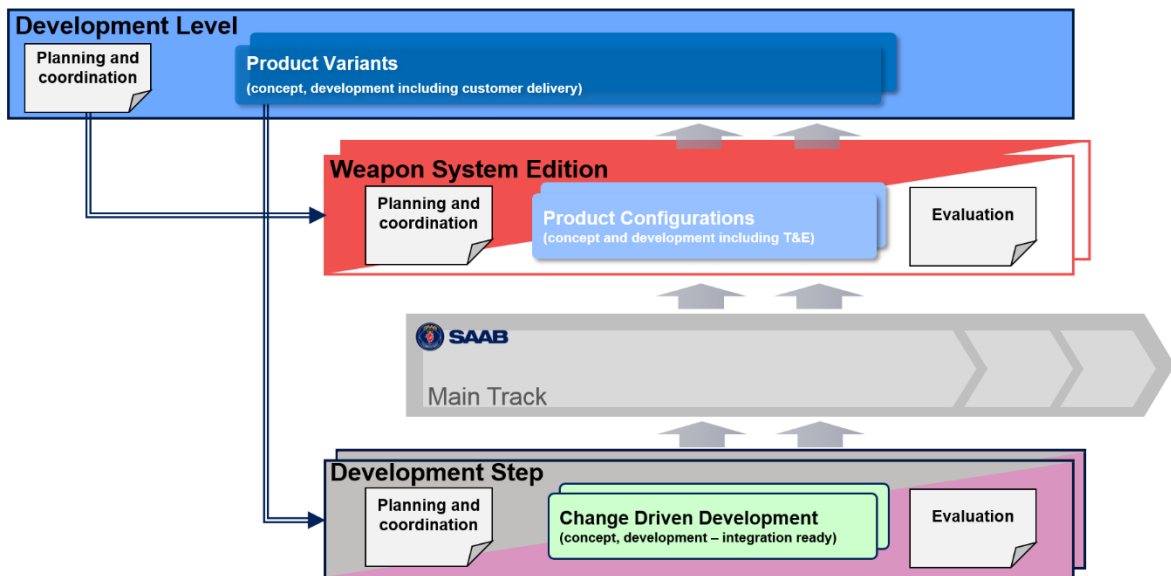 Development Level
Planning and
coordination
Product Variants
(concept, development including customer delivery)
Weapon System Edition
Planning and
coordination
Product Configurations
(concept and development including T&E)
Evaluation
SAAB
Main Track
Development Step
Planning and
coordination
Change Driven Development
(concept, development – integration ready)
Evaluation